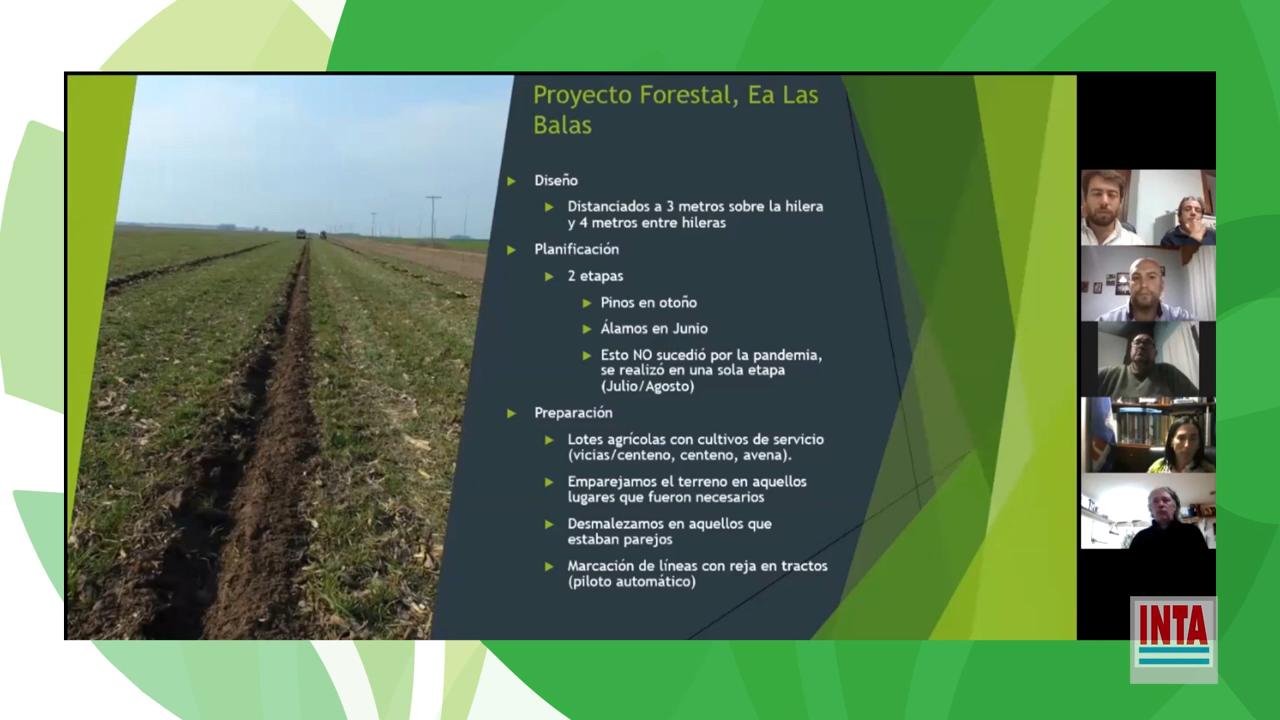 Proyecto Forestal, Ea Las
Balas
Diseño
Distanciados a 3 metros sobre la hilera
y 4 metros entre hileras
Planificación
2 etapas
Pinos en otoño
Álamos en Junio
Esto NO sucedió por la pandemia,
se realizó en una sola etapa
(Julio/Agosto)
Preparación
Lotes agrícolas con cultivos de servicio
(vicias/centeno, centeno, avena).
Emparejamos el terreno en aquellos
lugares que fueron necesarios
Desmalezamos en aquellos que
estaban parejos
Marcación de líneas con reja en tractos
(piloto automático)
INTA